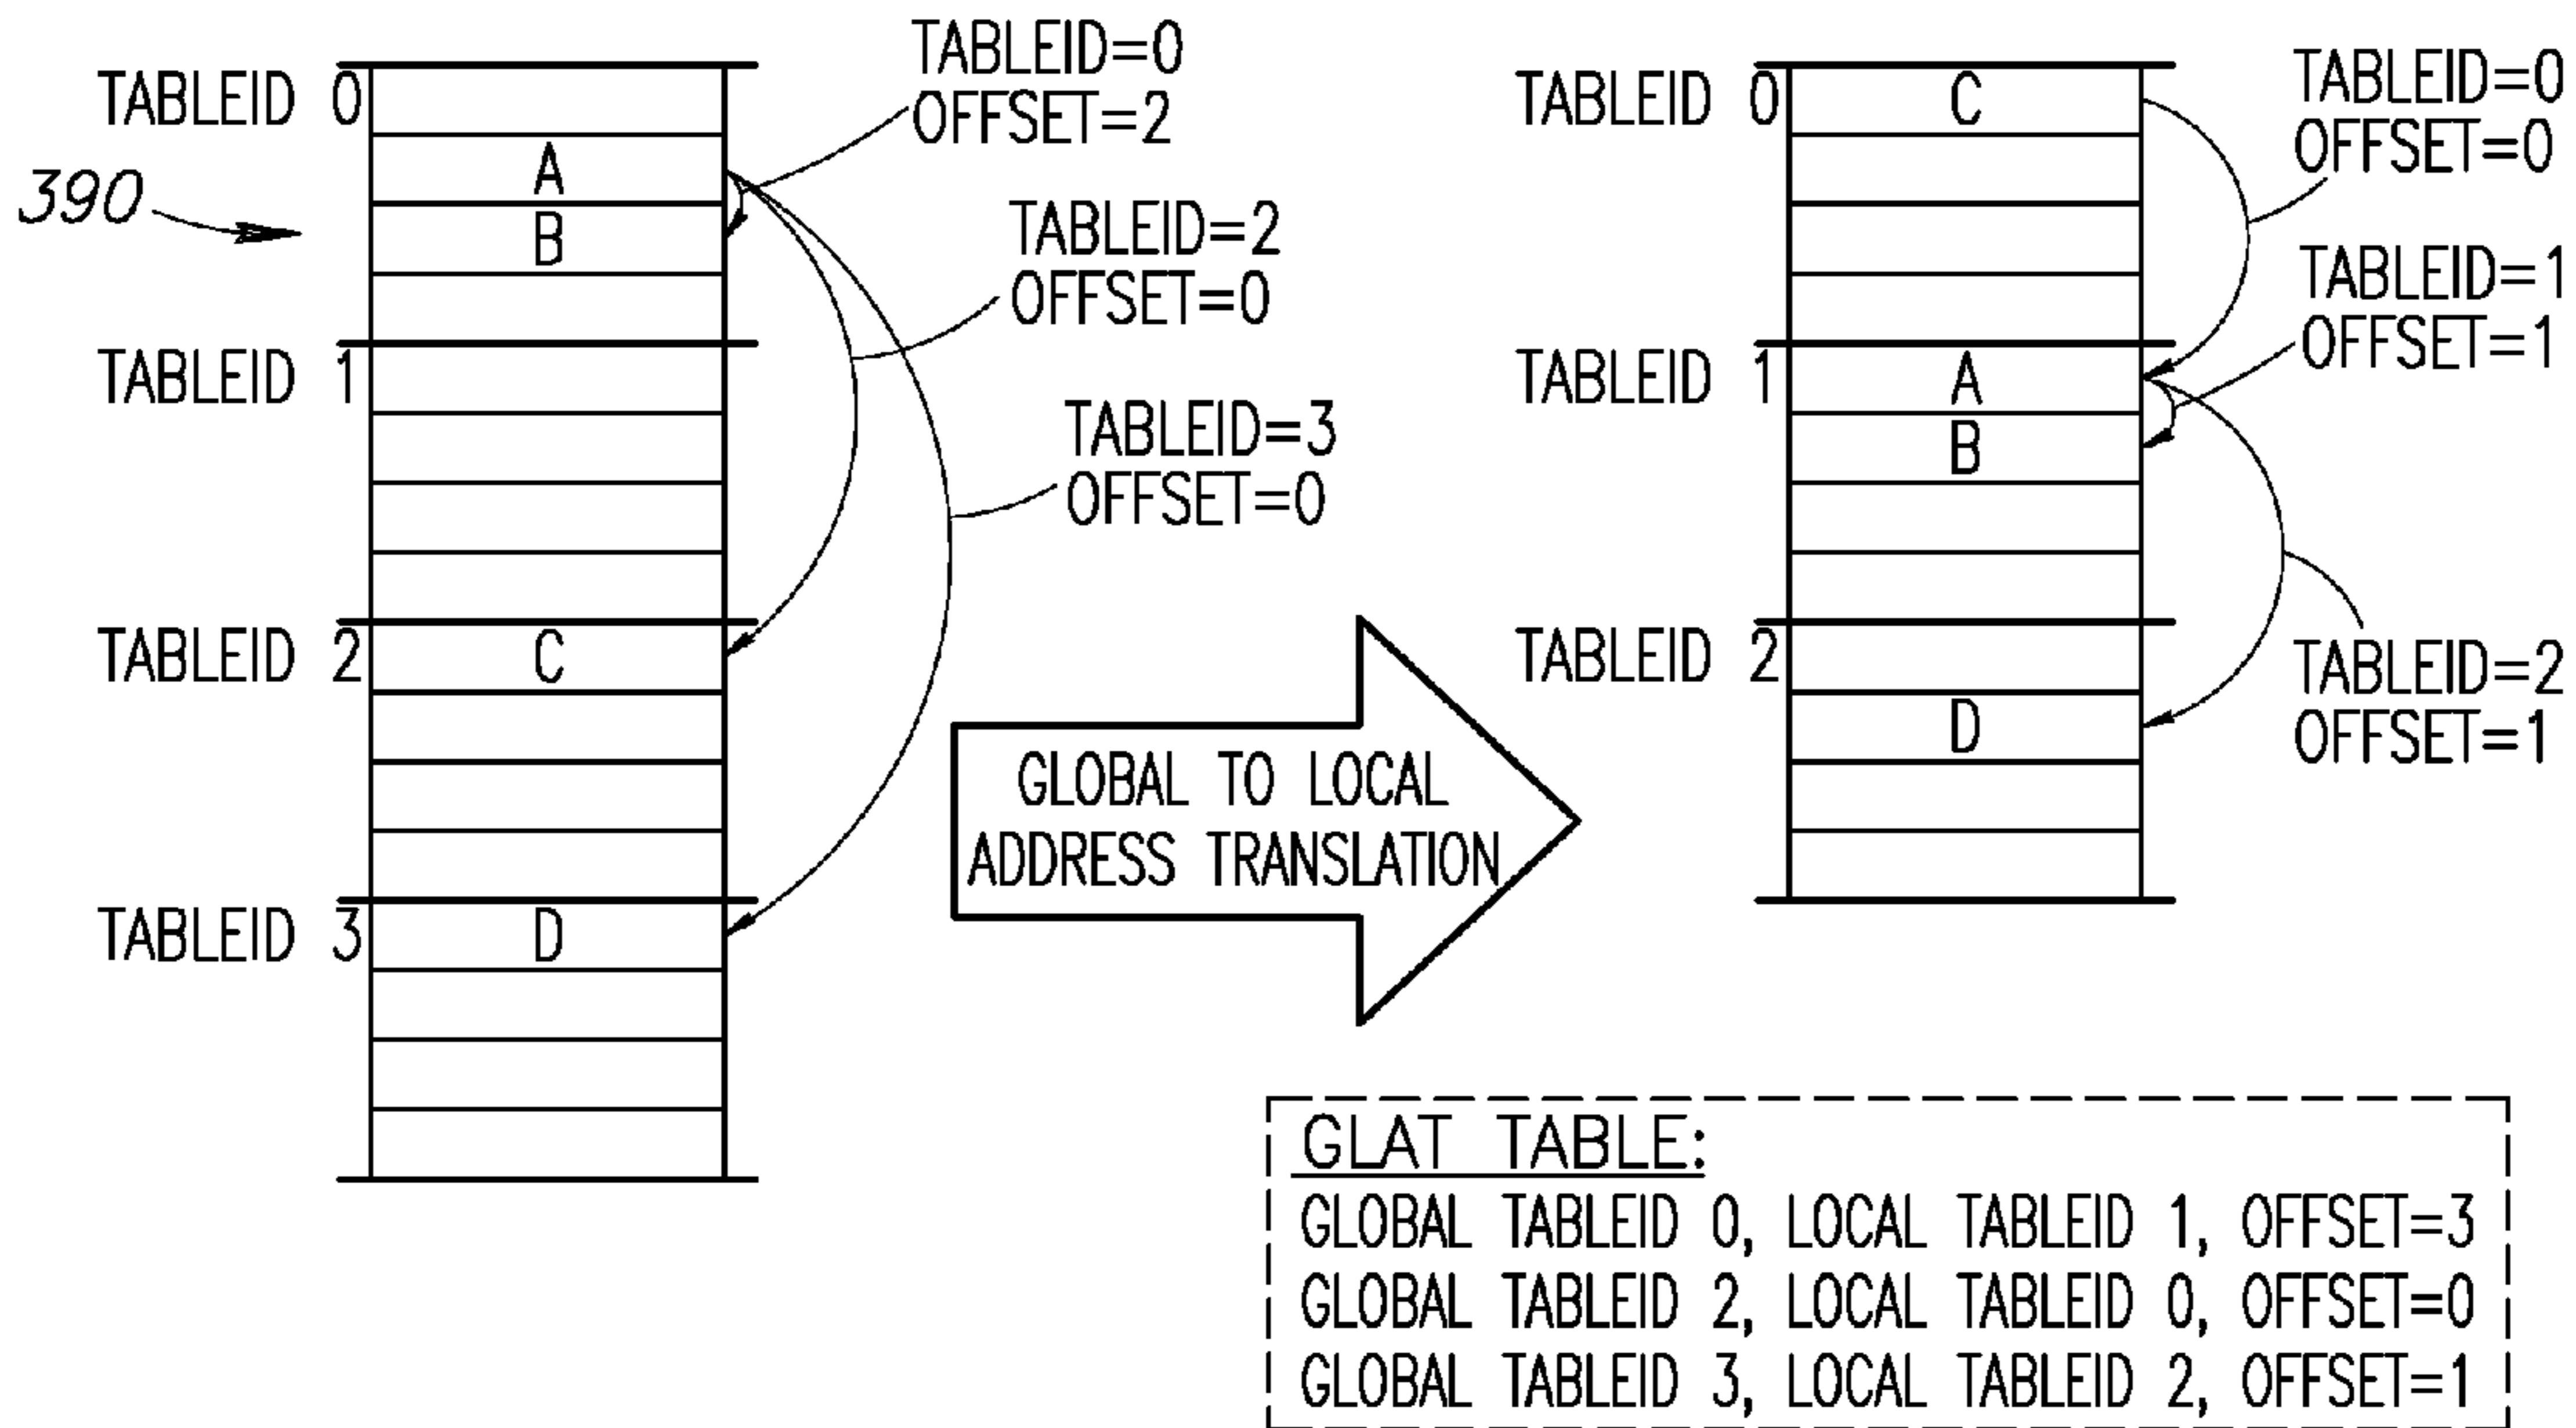 TABLEID 0
A
390
B
TABLEID 1
TABLEID 2
C
TABLEID 3
D
TABLEID=0
OFFSET=2
TABLEID=2
OFFSET=0
TABLEID=3
OFFSET=0
GLOBAL TO LOCAL
ADDRESS TRANSLATION
TABLEID 0
C
TABLEID 1
A
B
TABLEID 2
D
TABLEID=0
OFFSET=0
TABLEID=1
OFFSET=1
TABLEID=2
OFFSET=1
GLAT TABLE:
GLOBAL TABLEID 0, LOCAL TABLEID 1, OFFSET=3
GLOBAL TABLEID 2, LOCAL TABLEID 0, OFFSET=0
GLOBAL TABLEID 3, LOCAL TABLEID 2, OFFSET=1